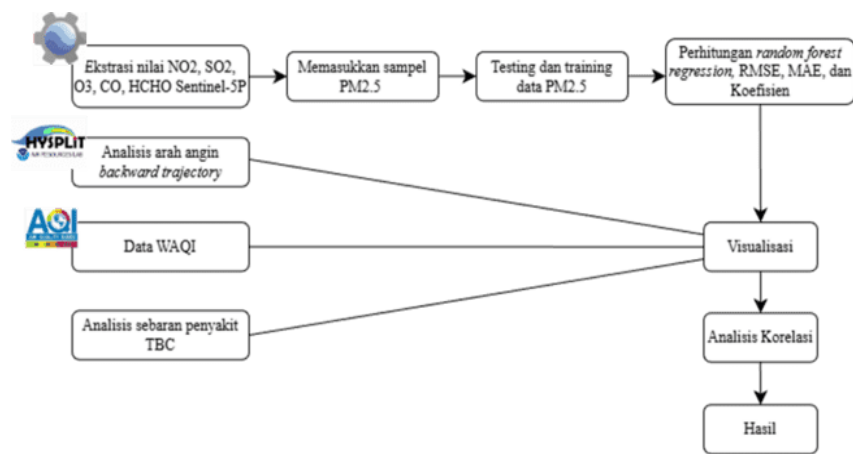 Ekstrasi nilai NO2, SO2,
O3, CO, HCHO Sentinel-5P
Memasukkan sampel
PM2.5
Testing dan training
data PM2.5
Perhitungan random forest
regression, RMSE, MAE, dan
Koefisien
HYSPLIT
Analisis arah angin
backward trajectory
AQI
Data WAQI
Visualisasi
Analisis sebaran penyakit
TBC
Analisis Korelasi
Hasil